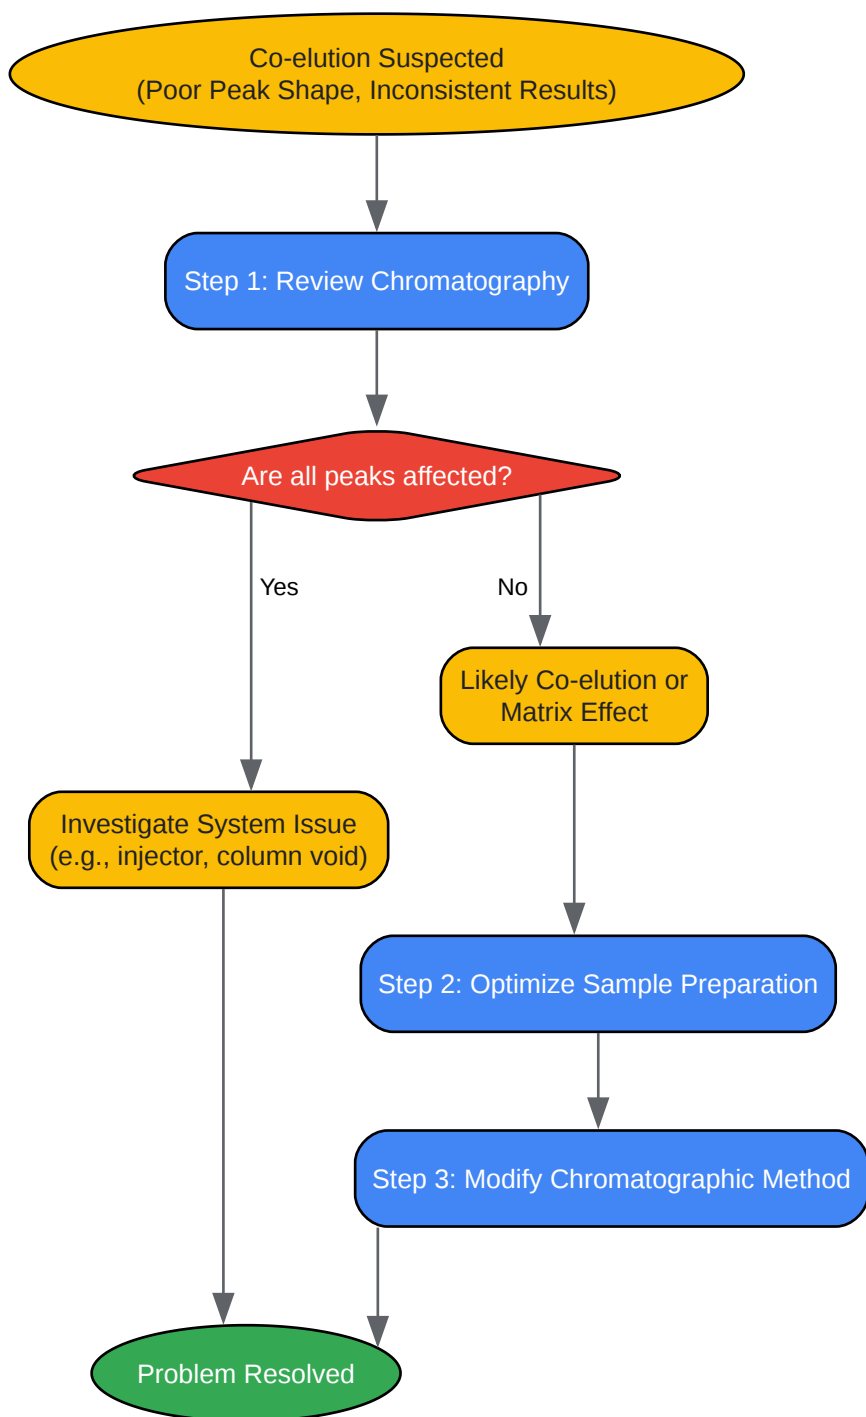 Co-elution Suspected
(Poor Peak Shape, Inconsistent Results)
Step 1: Review Chromatography
Are all peaks affected?
Yes
No
Likely Co-elution or
Matrix Effect
Investigate System Issue
(e.g., injector, column void)
Step 2: Optimize Sample Preparation
Step 3: Modify Chromatographic Method
Problem Resolved